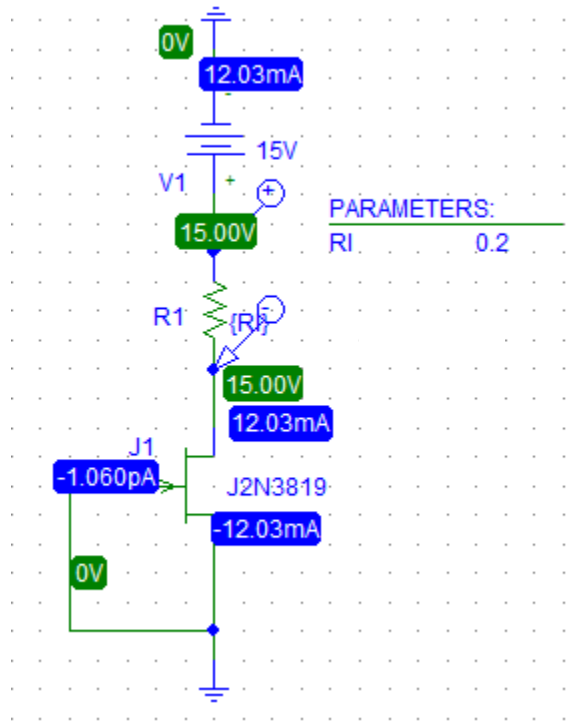 0V
12.03mA
-
15V
V1
+
+
15.00V
PARAMETERS:
RI 0.2
R1
{RI}
-
15.00V
12.03mA
J1
-1.060pA
J2N3819
-12.03mA
0V